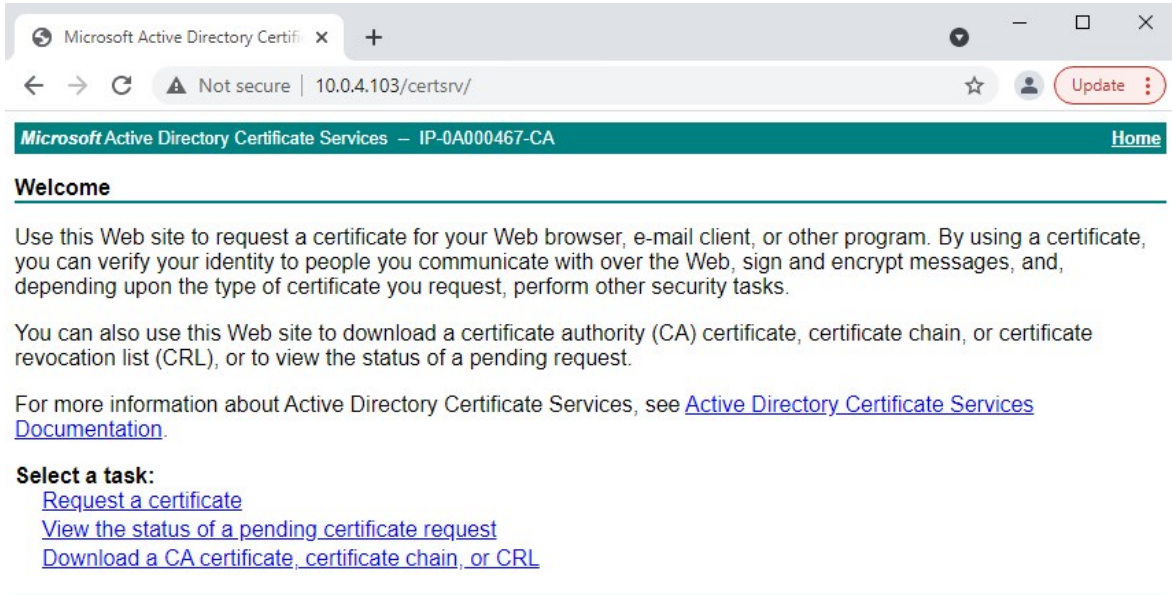 Microsoft Active Directory Certifi
Not secure | 10.0.4.103/certsrv/
Update
Microsoft Active Directory Certificate Services -- IP-0A000467-CA Home
Welcome
Use this Web site to request a certificate for your Web browser, e-mail client, or other program. By using a certificate,
you can verify your identity to people you communicate with over the Web, sign and encrypt messages, and,
depending upon the type of certificate you request, perform other security tasks.
You can also use this Web site to download a certificate authority (CA) certificate, certificate chain, or certificate
revocation list (CRL), or to view the status of a pending request.
For more information about Active Directory Certificate Services, see Active Directory Certificate Services
Documentation.
Select a task:
Request a certificate
View the status of a pending certificate request
Download a CA certificate, certificate chain, or CRL